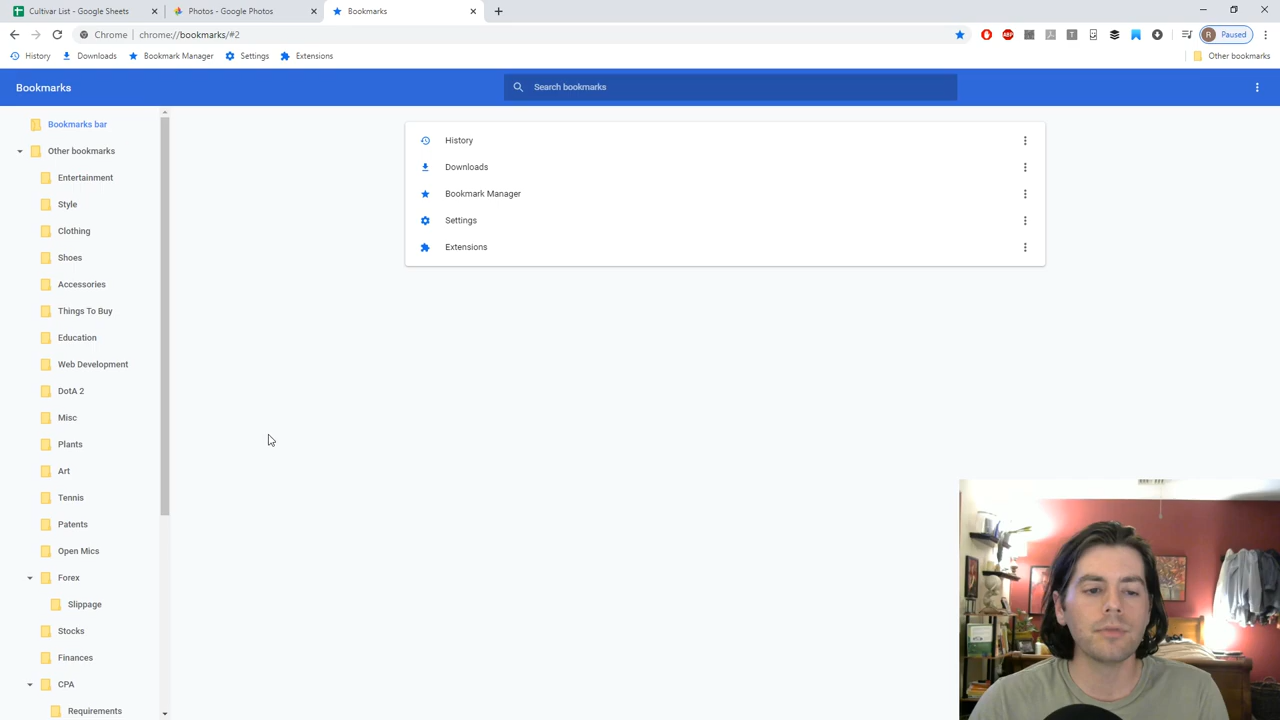 Cultivar List - Google Sheets
Photos - Google Photos
Bookmarks
Chrome
chrome://bookmarks/#2
R
Paused
History
Downloads
Bookmark Manager
Settings
Extensions
Other bookmarks
Bookmarks
Search bookmarks
Bookmarks bar
Other bookmarks
Entertainment
Style
Clothing
Shoes
Accessories
Things To Buy
Education
Web Development
DotA 2
Misc
Plants
Art
Tennis
Patents
Open Mics
Forex
Slippage
Stocks
Finances
CPA
Requirements
History
Downloads
Bookmark Manager
Settings
Extensions